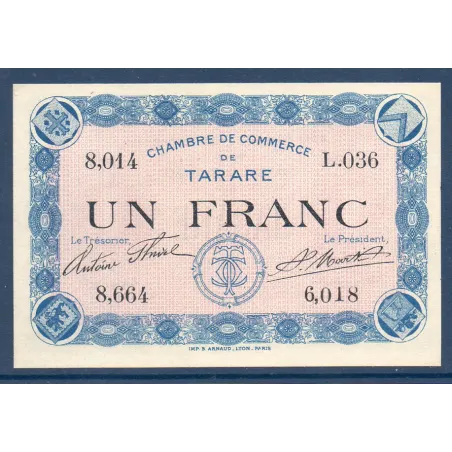 CHAMBRE DE COMMERCE
8,014 DE L.036
TARARE
UN FRANC
Le Trésorier, Le Président,
Antoine
8,664 6,018
IMP. B. ARNAUD, LYON-PARIS